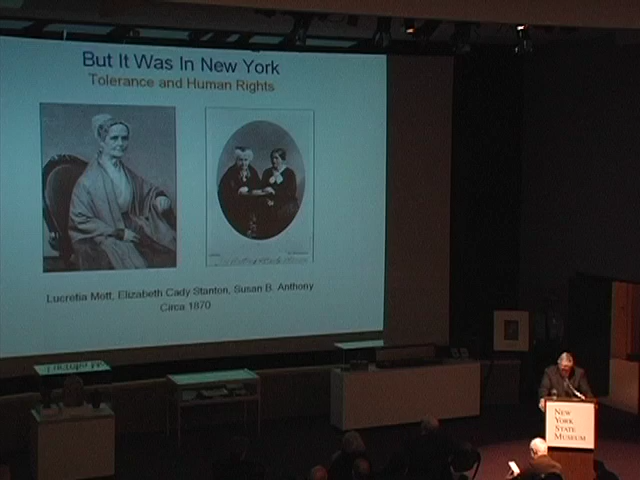 But It Was In New York
Tolerance and Human Rights
Lucretia Mott, Elizabeth Cady Stanton, Susan B. Anthony
Circa 1870
NEW
YORK
STATE
MUSEUM